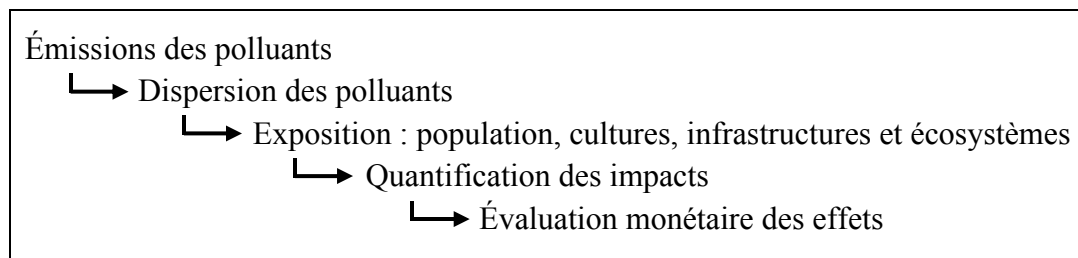 Émissions des polluants
Dispersion des polluants
Exposition : population, cultures, infrastructures et écosystèmes
Quantification des impacts
Évaluation monétaire des effets